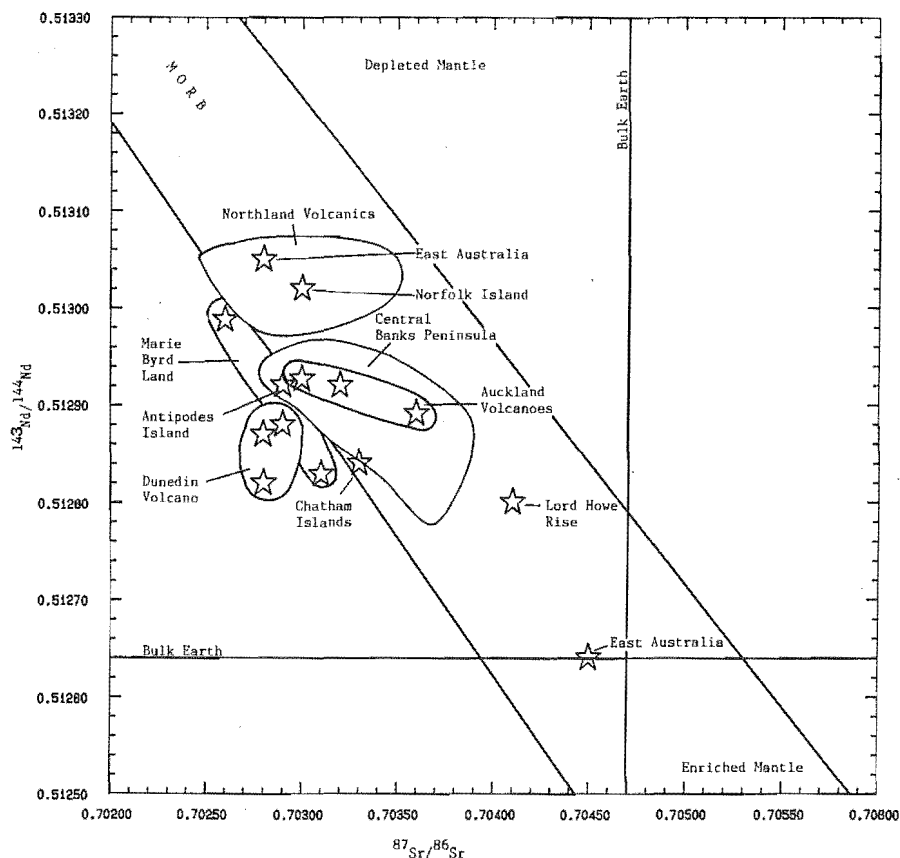 0.51330
0.51320
0.51310
0.51300
0.51290
0.51280
0.51270
0.51260
0.51250
143Nd/144Nd
MORB
Depleted Mantle
Bulk Earth
Northland Volcanics
East Australia
Norfolk Island
Central
Banks Peninsula
Marie
Byrd
Land
Auckland
Volcanoes
Antipodes
Island
Dunedin
Volcano
Chatham
Islands
Lord Howe
Rise
Bulk Earth
East Australia
Enriched Mantle
0.70200 0.70250 0.70300 0.70350 0.70400 0.70450 0.70500 0.70550 0.70800
87Sr/86Sr